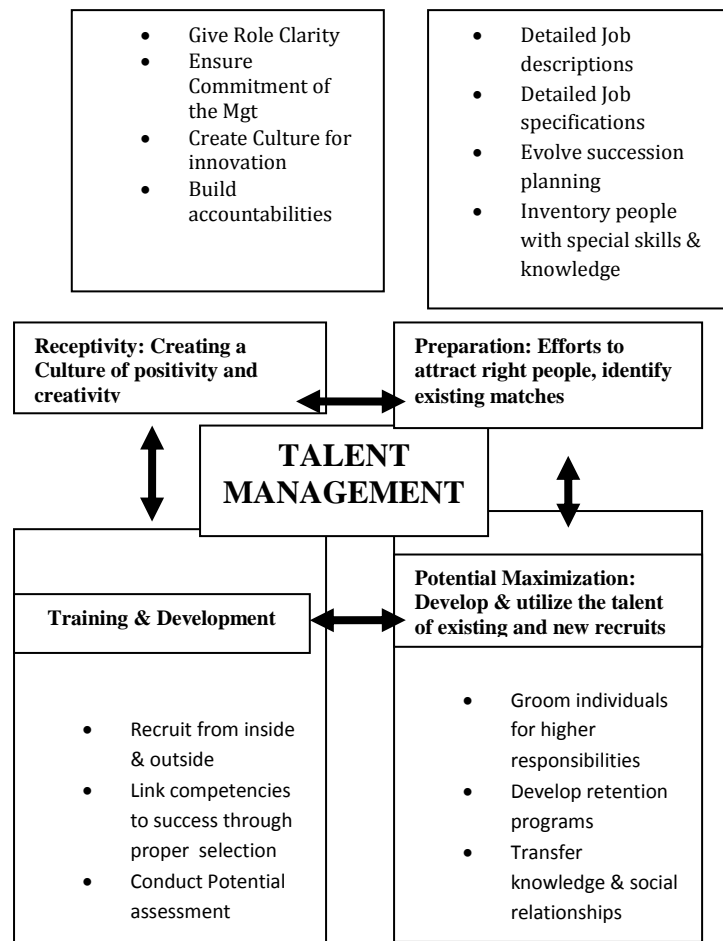 • Give Role Clarity
• Ensure
Commitment of
the Mgt
• Create Culture for
innovation
• Build
accountabilities
• Detailed Job
descriptions
• Detailed Job
specifications
• Evolve succession
planning
• Inventory people
with special skills &
knowledge
Receptivity: Creating a
Culture of positivity and
creativity
Preparation: Efforts to
attract right people, identify
existing matches
TALENT
MANAGEMENT
Training & Development
Potential Maximization:
Develop & utilize the talent
of existing and new recruits
• Recruit from inside
& outside
• Link competencies
to success through
proper selection
• Conduct Potential
assessment
• Groom individuals
for higher
responsibilities
• Develop retention
programs
• Transfer
knowledge & social
relationships